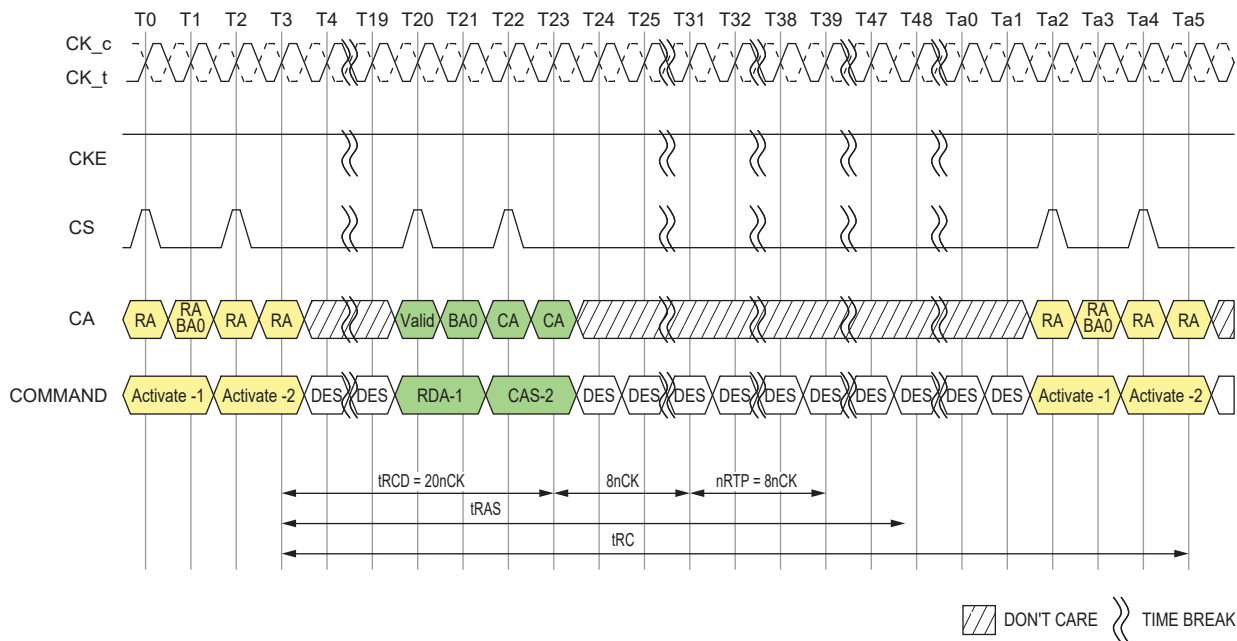 T0 T1 T2 T3 T4 T19 T20 T21 T22 T23 T24 T25 T31 T32 T38 T39 T47 T48 Ta0 Ta1 Ta2 Ta3 Ta4 Ta5
CK_c
CK_t
CKE
CS
CA RA RA BA0 RA RA Valid BA0 CA CA RA RA BA0 RA RA
COMMAND Activate -1 Activate -2 DES DES RDA-1 CAS-2 DES DES DES DES DES DES DES DES DES DES Activate -1 Activate -2
tRCD = 20nCK 8nCK nRTP = 8nCK
tRAS
tRC
DON'T CARE TIME BREAK